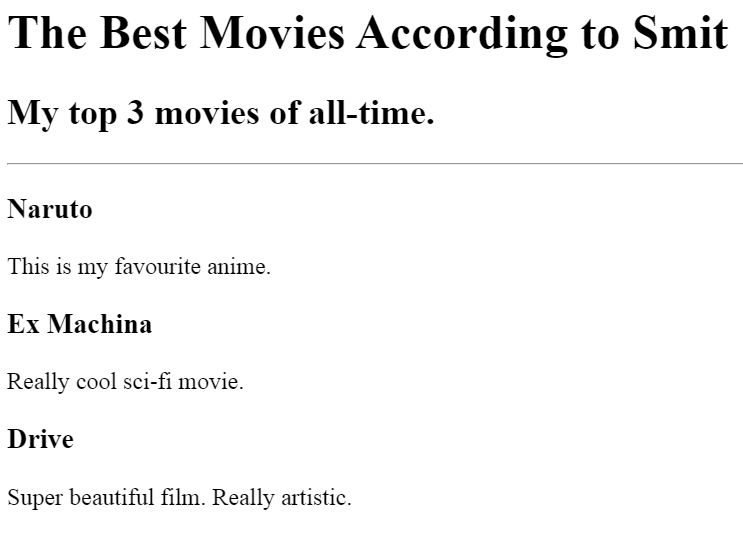 The Best Movies According to Smit
My top 3 movies of all-time.
Naruto
This is my favourite anime.
Ex Machina
Really cool sci-fi movie.
Drive
Super beautiful film. Really artistic.